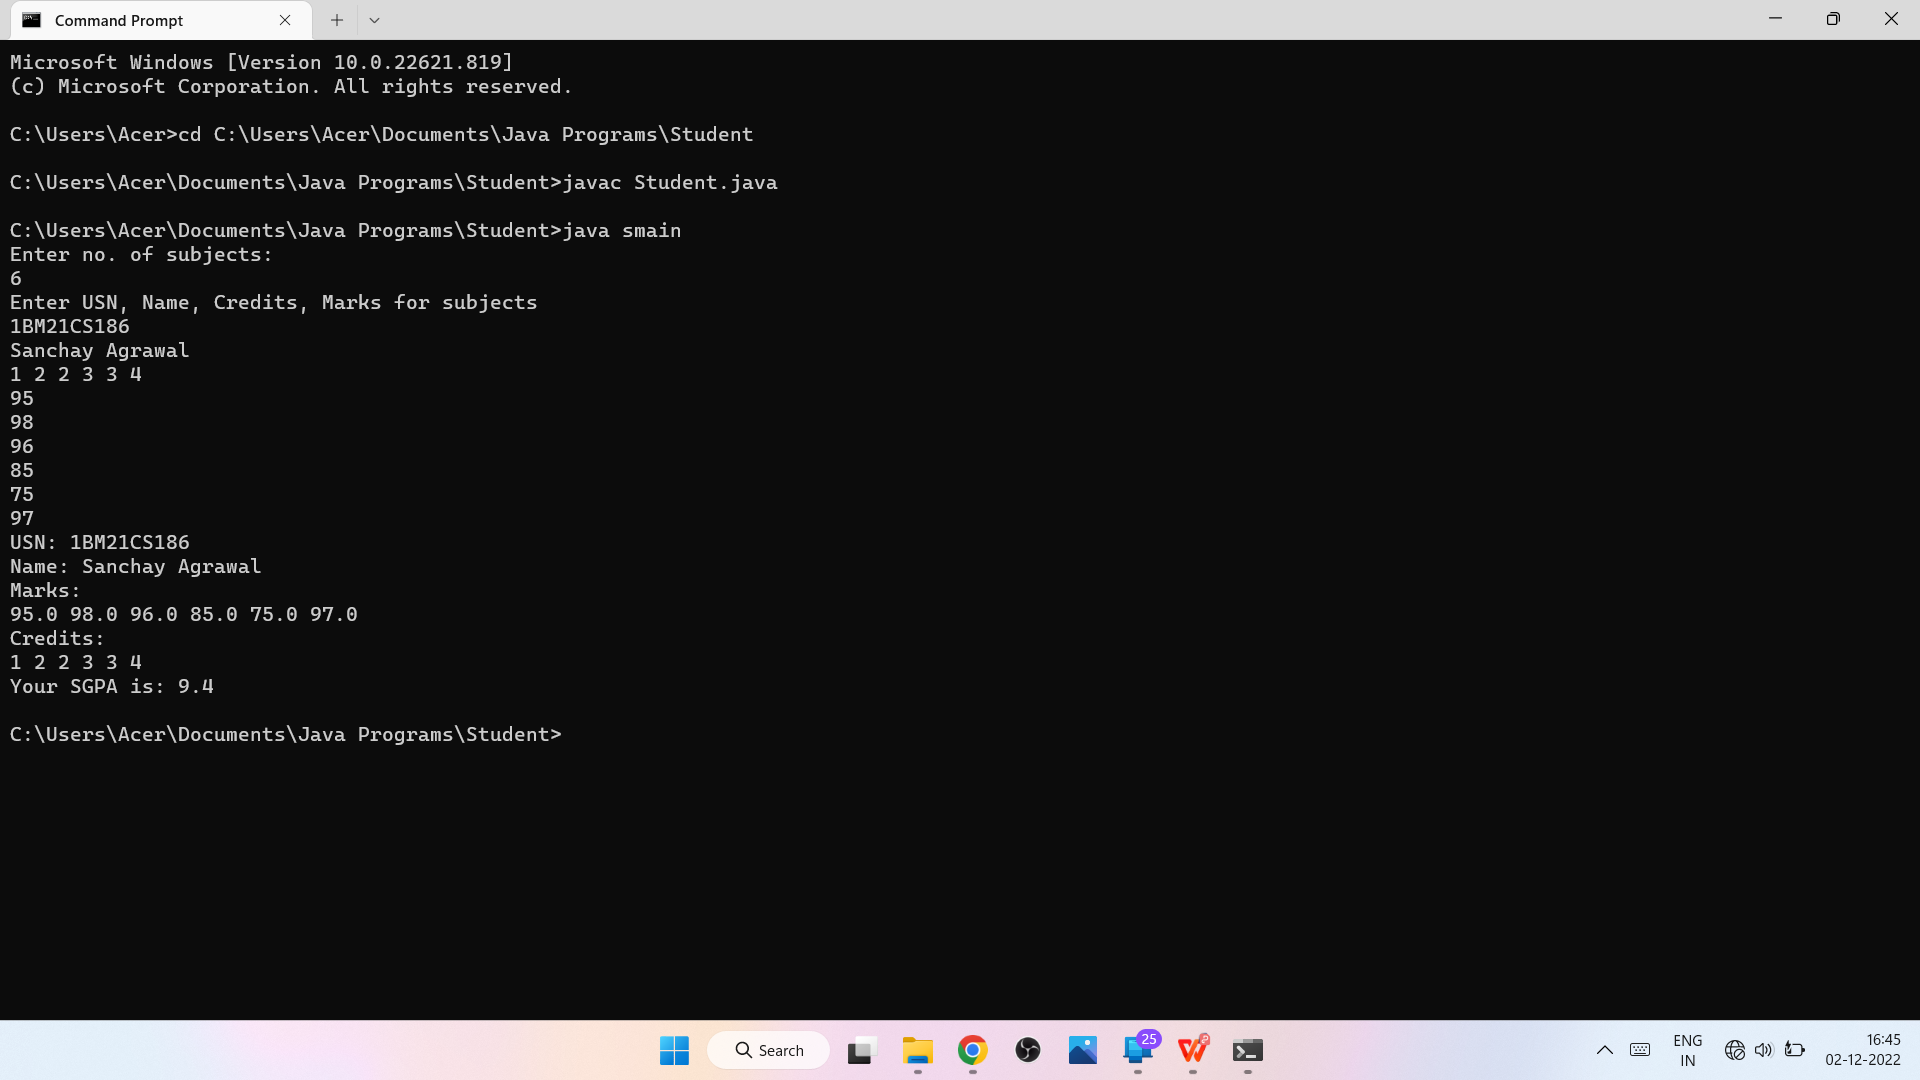 Command Prompt
Microsoft Windows [Version 10.0.22621.819]
(c) Microsoft Corporation. All rights reserved.
C:\Users\Acer>cd C:\Users\Acer\Documents\Java Programs\Student
C:\Users\Acer\Documents\Java Programs\Student>javac Student.java
C:\Users\Acer\Documents\Java Programs\Student>java smain
Enter no. of subjects:
6
Enter USN, Name, Credits, Marks for subjects
1BM21CS186
Sanchay Agrawal
1 2 2 3 3 4
95
98
96
85
75
97
USN: 1BM21CS186
Name: Sanchay Agrawal
Marks:
95.0 98.0 96.0 85.0 75.0 97.0
Credits:
1 2 2 3 3 4
Your SGPA is: 9.4
C:\Users\Acer\Documents\Java Programs\Student>
Search
25
ENG
IN
16:45
02-12-2022